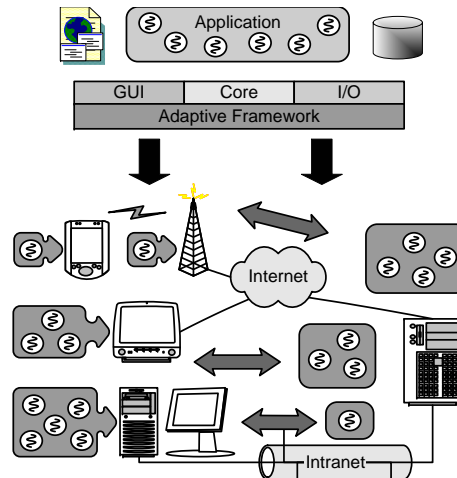 Application
GUI
Core
I/O
Adaptive Framework
Internet
Intranet